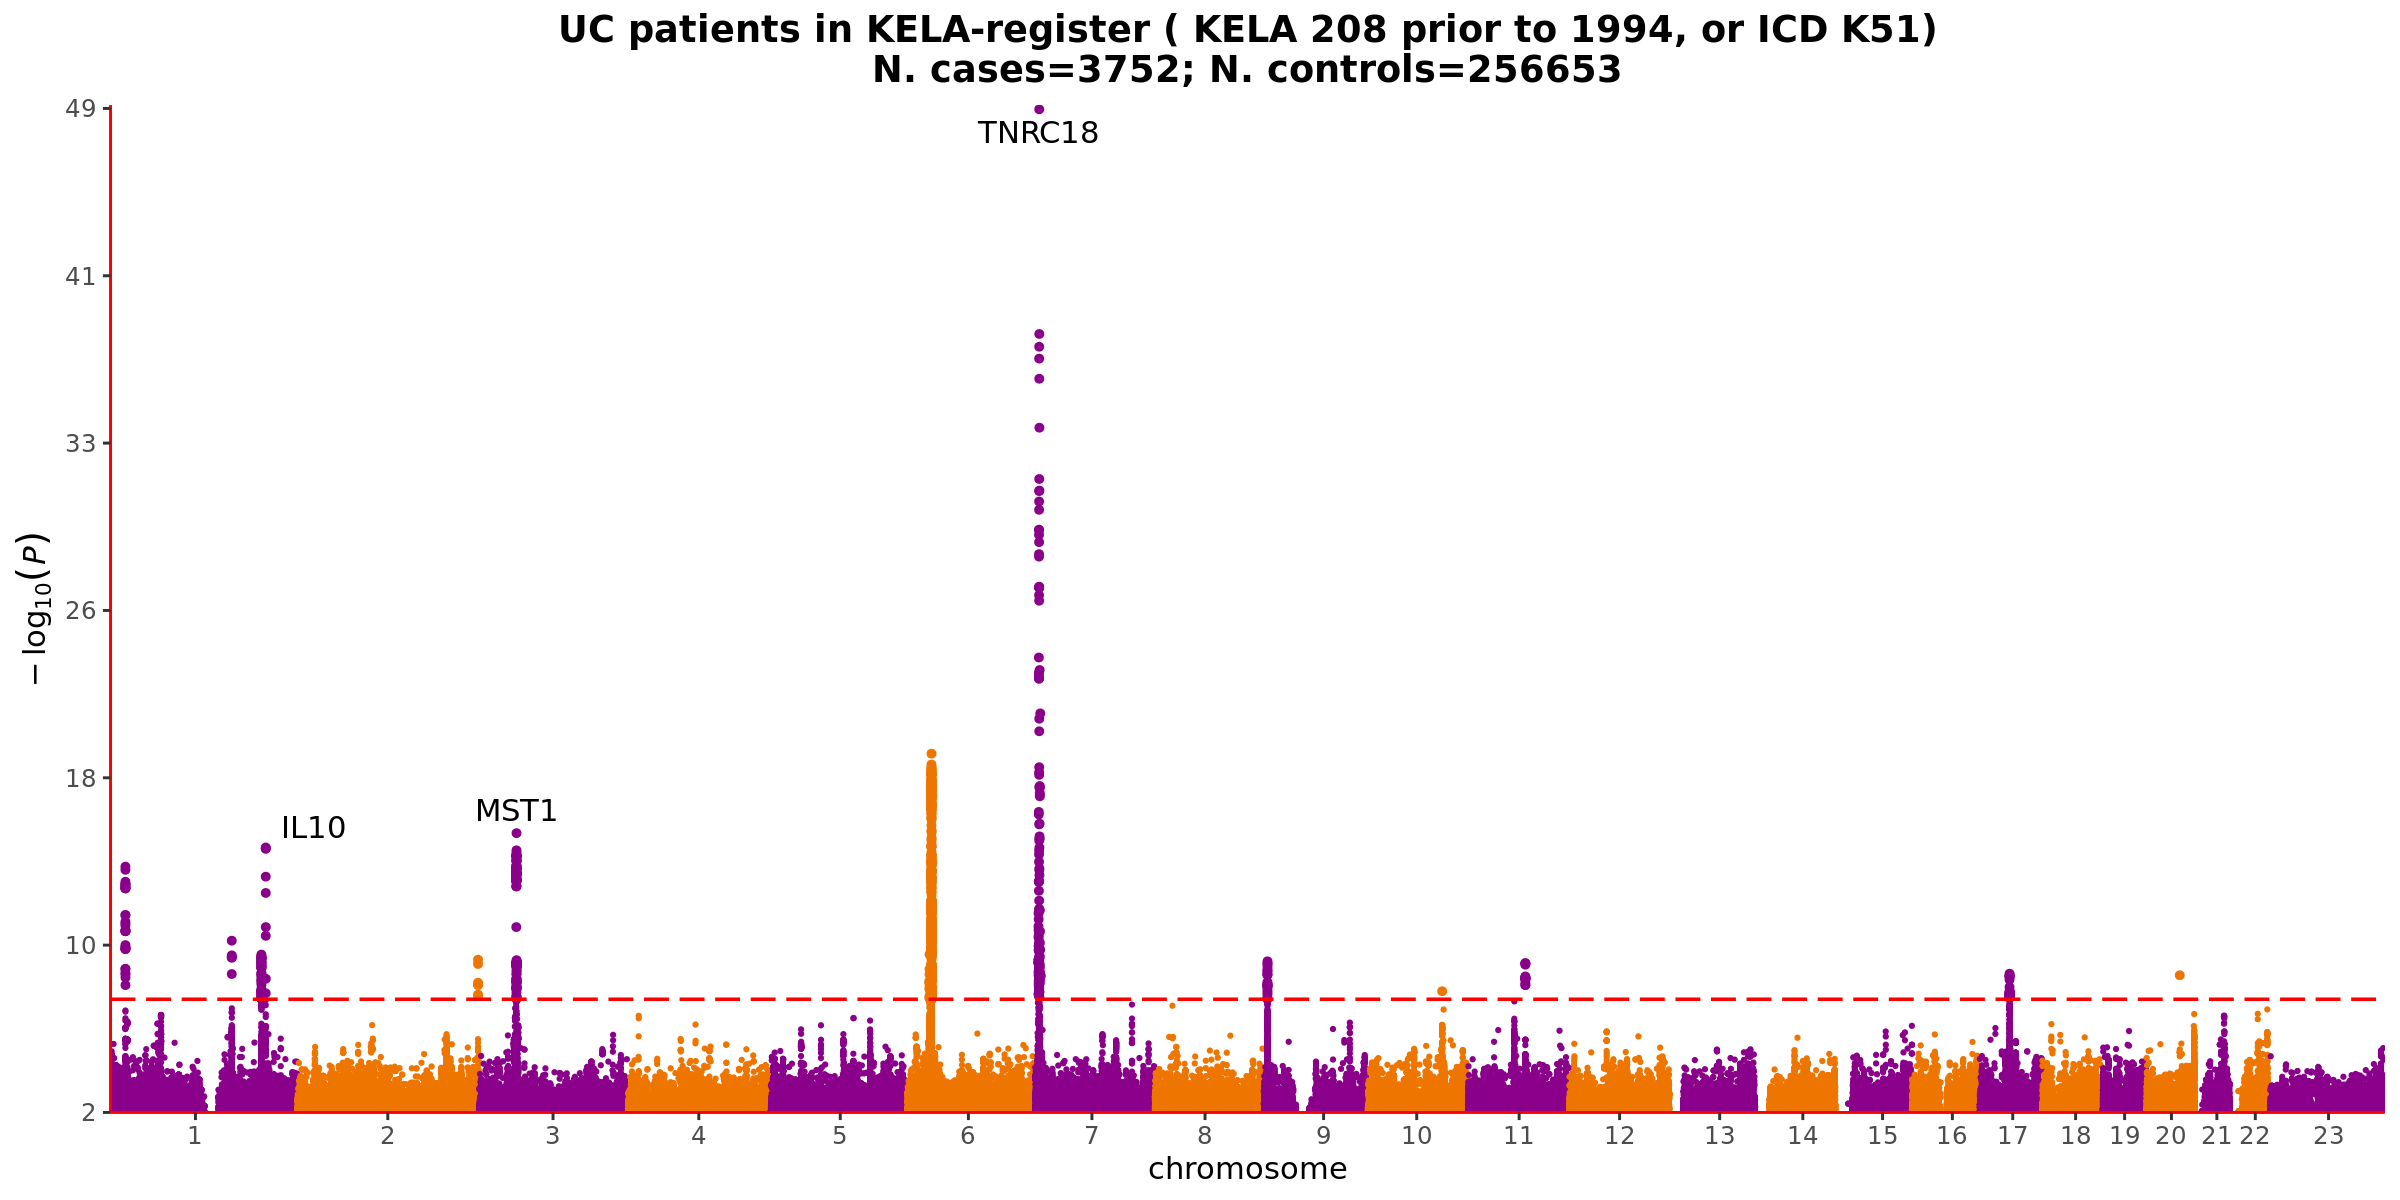 UC patients in KELA-register ( KELA 208 prior to 1994, or ICD K51)
N. cases=3752; N. controls=256653
49
TNRC18
41
33
26
18
MST1
IL10
10
2
− log10(P)
1 2 3 4 5 6 7 8 9 10 11 12 13 14 15 16 17 18 19 20 21 22 23
chromosome